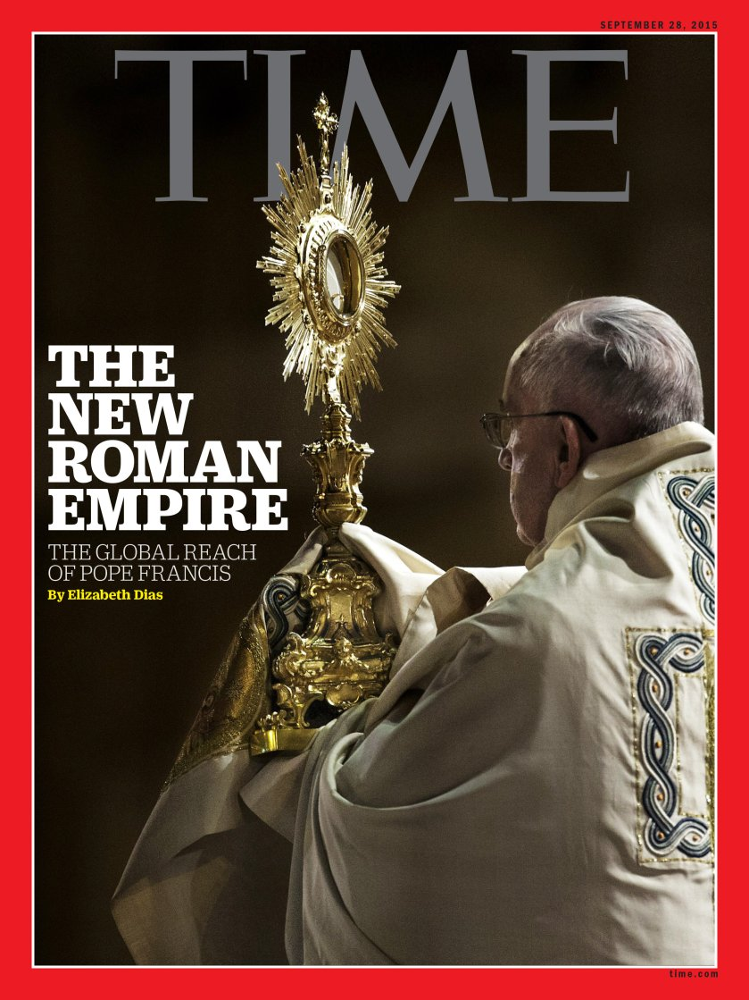 SEPTEMBER 28, 2015
TIME
THE
NEW
ROMAN
EMPIRE
THE GLOBAL REACH
OF POPE FRANCIS
By Elizabeth Dias
time.com